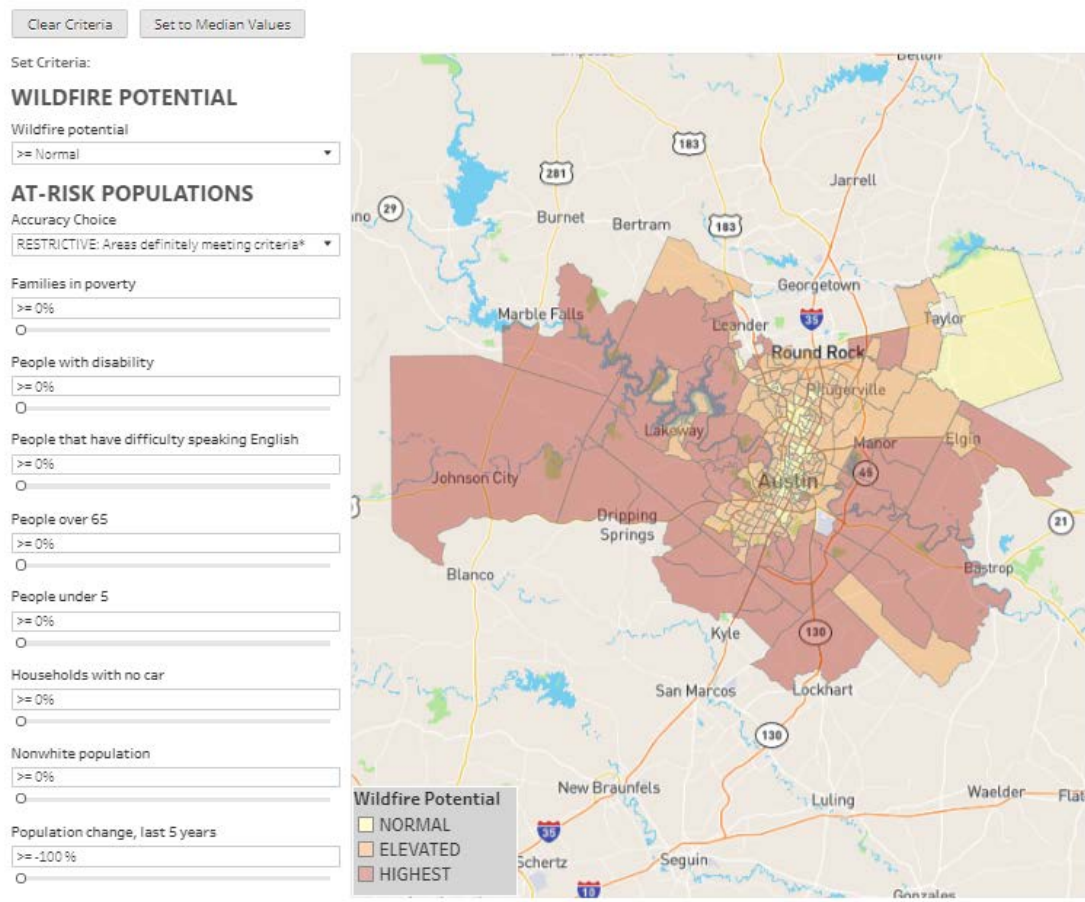 Clear Criteria
Set to Median Values
Set Criteria:
WILDFIRE POTENTIAL
Wildfire potential
>= Normal
AT-RISK POPULATIONS
Accuracy Choice
RESTRICTIVE: Areas definitely meeting criteria*
Families in poverty
>= 0%
People with disability
>= 0%
People that have difficulty speaking English
>= 0%
People over 65
>= 0%
People under 5
>= 0%
Households with no car
>= 0%
Nonwhite population
>= 0%
Population change, last 5 years
>= -100 %
Belton
183
281
Jarrell
29
Burnet
Bertram
183
Georgetown
Marble Falls
Leander
35
Taylor
Round Rock
Pflugerville
Lakeway
Manor
Elgin
Johnson City
Austin
45
Dripping
Springs
21
Blanco
Bastrop
Kyle
130
San Marcos
Lockhart
130
New Braunfels
Luling
Waelder
Flat
35
Schertz
Seguin
10
Gonzales
Wildfire Potential
NORMAL
ELEVATED
HIGHEST